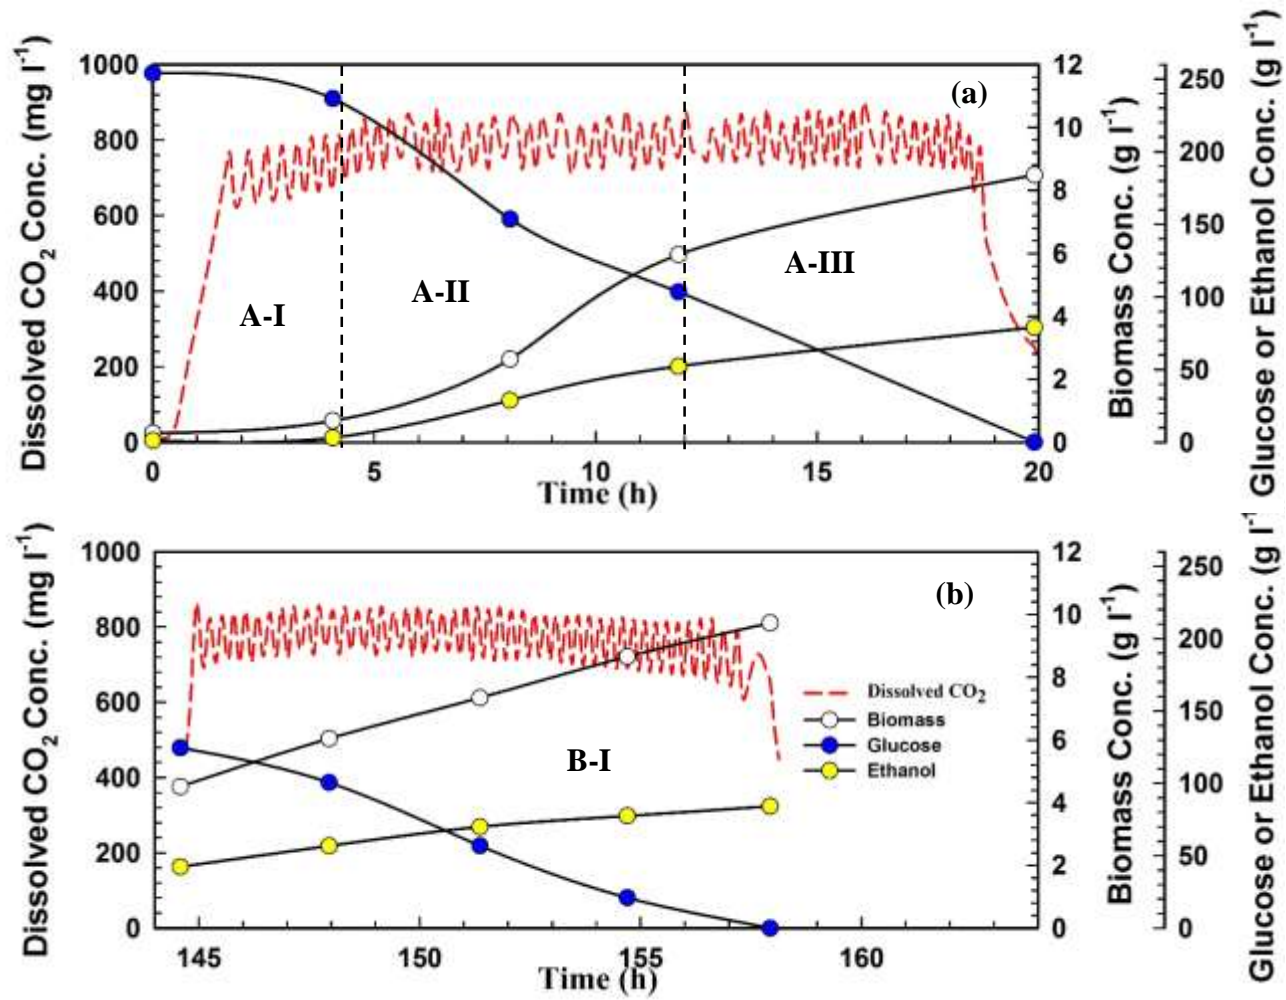 Dissolved CO2 Conc. (mg l-1)
1000
800
600
400
200
0
(a)
A-I
A-II
A-III
12
10
8
6
4
2
0
Biomass Conc. (g l-1)
250
200
150
100
50
0
Glucose or Ethanol Conc. (g l-1)
0 5 10 15 20
Time (h)
Dissolved CO2 Conc. (mg l-1)
1000
800
600
400
200
0
(b)
B-I
Dissolved CO2
Biomass
Glucose
Ethanol
12
10
8
6
4
2
0
Biomass Conc. (g l-1)
250
200
150
100
50
0
Glucose or Ethanol Conc. (g l-1
145 150 155 160
Time (h)